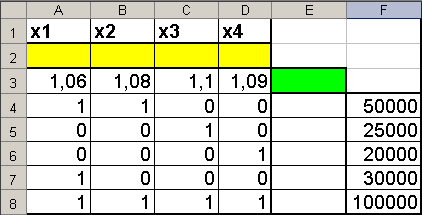 A B C D E F
1 x1 x2 x3 x4
2
3 1,06 1,08 1,1 1,09
4 1 1 0 0 50000
5 0 0 1 0 25000
6 0 0 0 1 20000
7 1 0 0 0 30000
8 1 1 1 1 100000